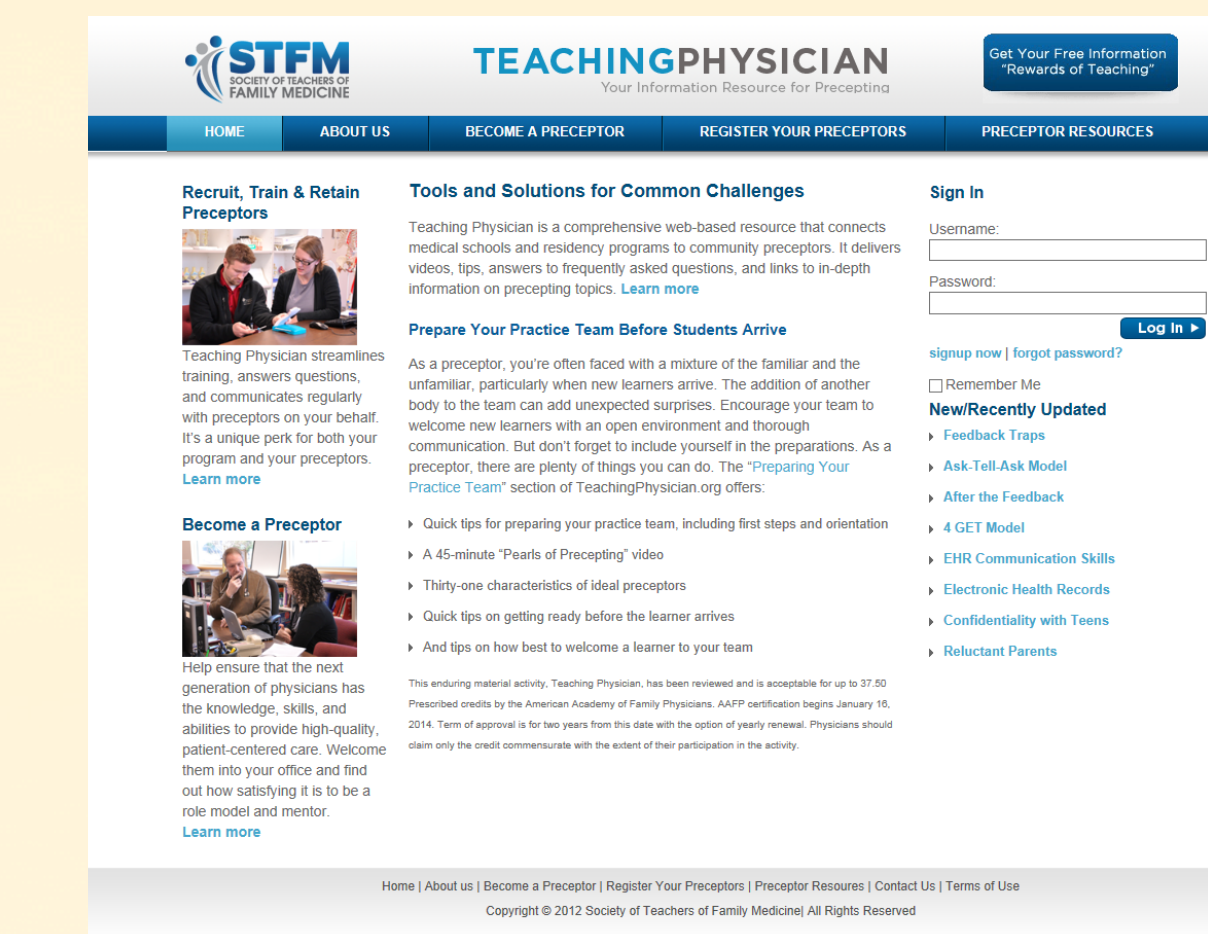 STFM
SOCIETY OF TEACHERS OF
FAMILY MEDICINE
TEACHINGPHYSICIAN
Your Information Resource for Precepting
Get Your Free Information
“Rewards of Teaching”
HOME
ABOUT US
BECOME A PRECEPTOR
REGISTER YOUR PRECEPTORS
PRECEPTOR RESOURCES
Recruit, Train & Retain
Preceptors
Teaching Physician streamlines
training, answers questions,
and communicates regularly
with preceptors on your behalf.
It's a unique perk for both your
program and your preceptors.
Learn more
Become a Preceptor
Help ensure that the next
generation of physicians has
the knowledge, skills, and
abilities to provide high-quality,
patient-centered care. Welcome
them into your office and find
out how satisfying it is to be a
role model and mentor.
Learn more
Tools and Solutions for Common Challenges
Teaching Physician is a comprehensive web-based resource that connects
medical schools and residency programs to community preceptors. It delivers
videos, tips, answers to frequently asked questions, and links to in-depth
information on precepting topics. Learn more
Prepare Your Practice Team Before Students Arrive
As a preceptor, you’re often faced with a mixture of the familiar and the
unfamiliar, particularly when new learners arrive. The addition of another
body to the team can add unexpected surprises. Encourage your team to
welcome new learners with an open environment and thorough
communication. But don’t forget to include yourself in the preparations. As a
preceptor, there are plenty of things you can do. The “Preparing Your
Practice Team” section of TeachingPhysician.org offers:
Quick tips for preparing your practice team, including first steps and orientation
A 45-minute “Pearls of Precepting” video
Thirty-one characteristics of ideal preceptors
Quick tips on getting ready before the learner arrives
And tips on how best to welcome a learner to your team
This enduring material activity, Teaching Physician, has been reviewed and is acceptable for up to 37.50
Prescribed credits by the American Academy of Family Physicians. AAFP certification begins January 16,
2014. Term of approval is for two years from this date with the option of yearly renewal. Physicians should
claim only the credit commensurate with the extent of their participation in the activity.
Sign In
Username:
Password:
Log In
signup now | forgot password?
Remember Me
New/Recently Updated
Feedback Traps
Ask-Tell-Ask Model
After the Feedback
4 GET Model
EHR Communication Skills
Electronic Health Records
Confidentiality with Teens
Reluctant Parents
Home | About us | Become a Preceptor | Register Your Preceptors | Preceptor Resoures | Contact Us | Terms of Use
Copyright © 2012 Society of Teachers of Family Medicine| All Rights Reserved